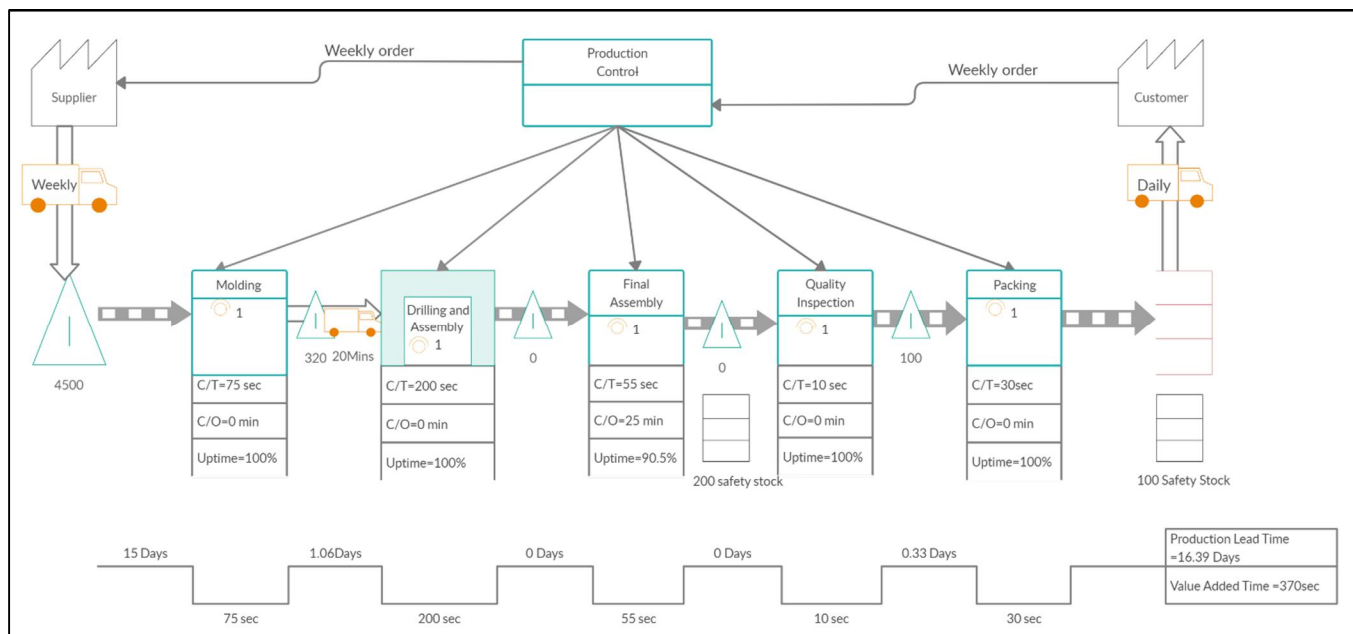 Weekly order
Production
Control
Weekly order
Supplier
Customer
Weekly
Daily
Molding
1
Drilling and
Assembly
1
Final
Assembly
1
Quality
Inspection
1
Packing
1
4500
320
20Mins
0
0
100
C/T=75 sec
C/O=0 min
Uptime=100%
C/T=200 sec
C/O=0 min
Uptime=100%
C/T=55 sec
C/O=25 min
Uptime=90.5%
C/T=10 sec
C/O=0 min
Uptime=100%
C/T=30sec
C/O=0 min
Uptime=100%
200 safety stock
100 Safety Stock
15 Days
1.06Days
0 Days
0 Days
0.33 Days
75 sec
200 sec
55 sec
10 sec
30 sec
Production Lead Time
=16.39 Days
Value Added Time =370sec